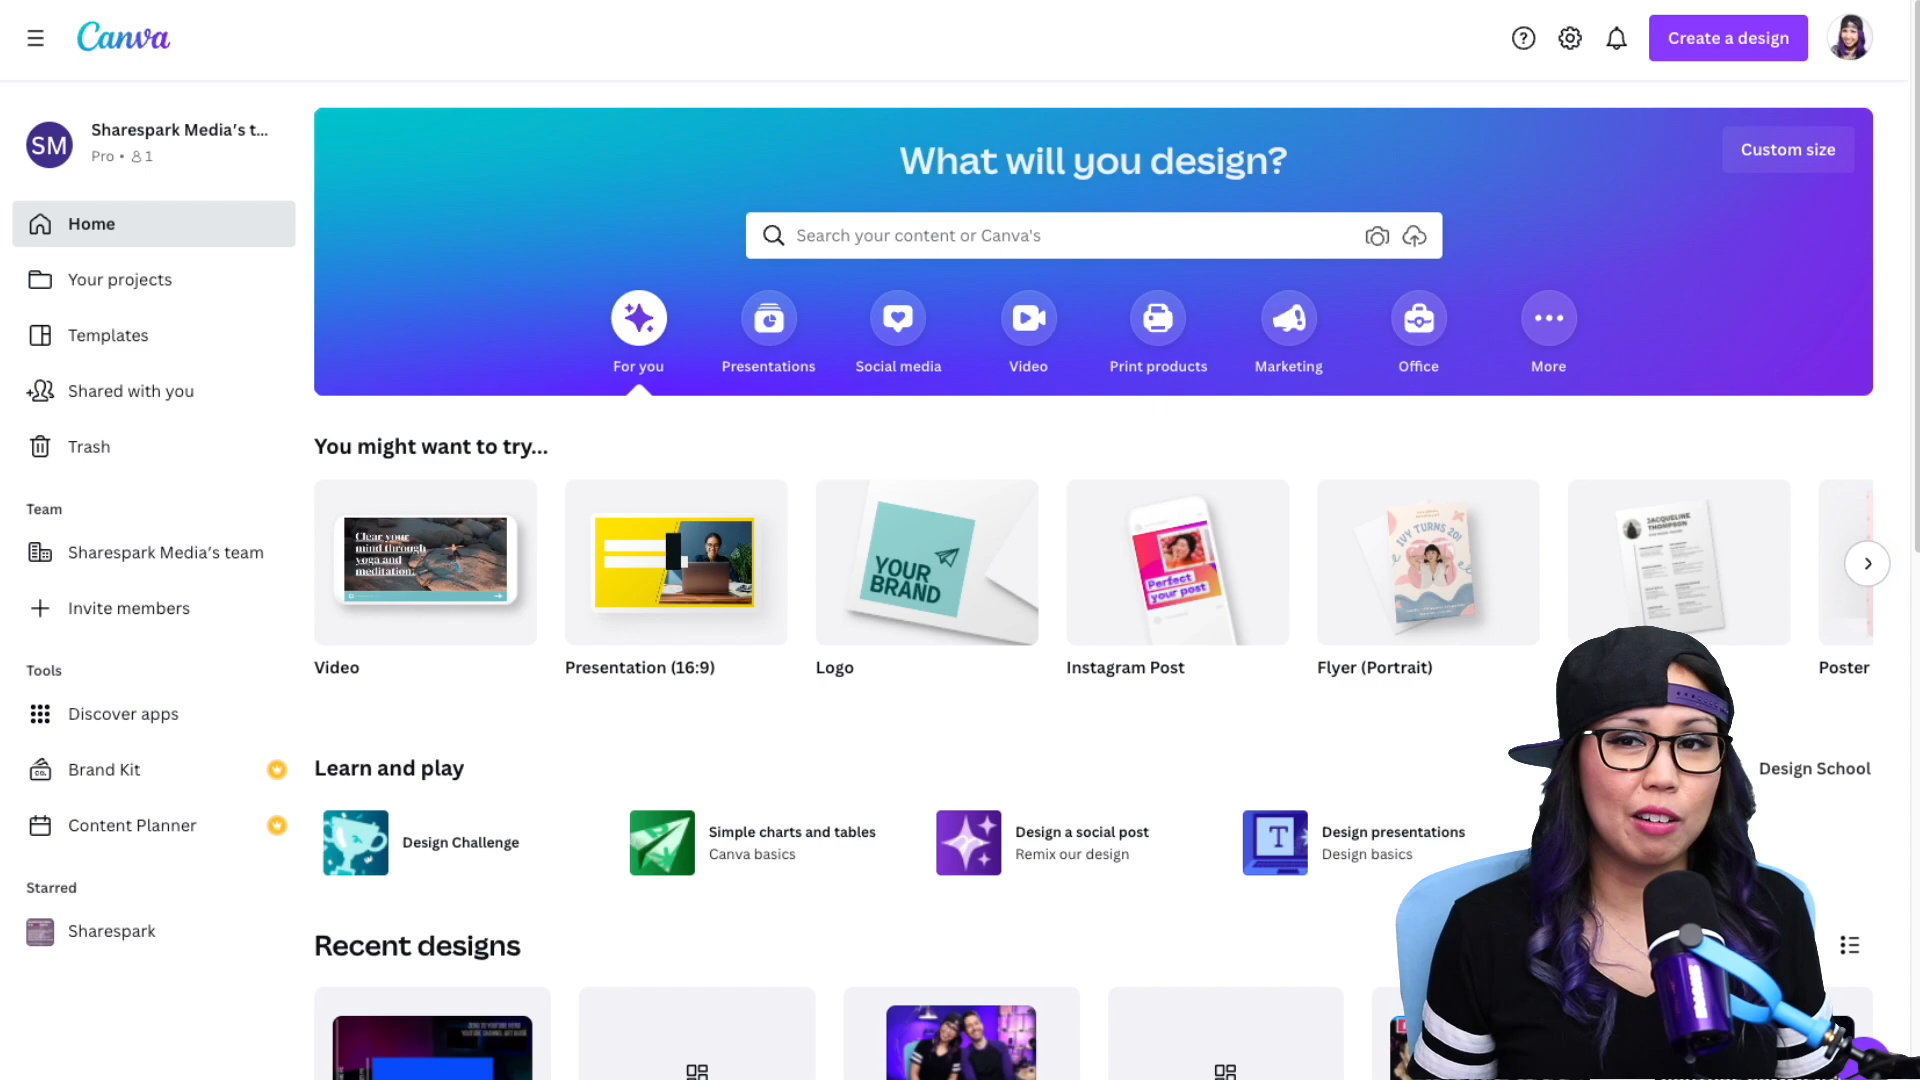 Canva
Create a design
SM
Sharespark Media's t...
Pro • 1
Home
Your projects
Templates
Shared with you
Trash
Team
Sharespark Media's team
Invite members
Tools
Discover apps
Brand Kit
Content Planner
Starred
Sharespark
What will you design?
Custom size
Search your content or Canva's
For you
Presentations
Social media
Video
Print products
Marketing
Office
More
You might want to try...
Clear your
mind through
yoga and
meditation.
YOUR
BRAND
Perfect
your post
IVY TURNS 20!
JACQUELINE
THOMPSON
Video
Presentation (16:9)
Logo
Instagram Post
Flyer (Portrait)
Poster
Learn and play
Design School
Design Challenge
Simple charts and tables
Canva basics
Design a social post
Remix our design
T
Design presentations
Design basics
Recent designs